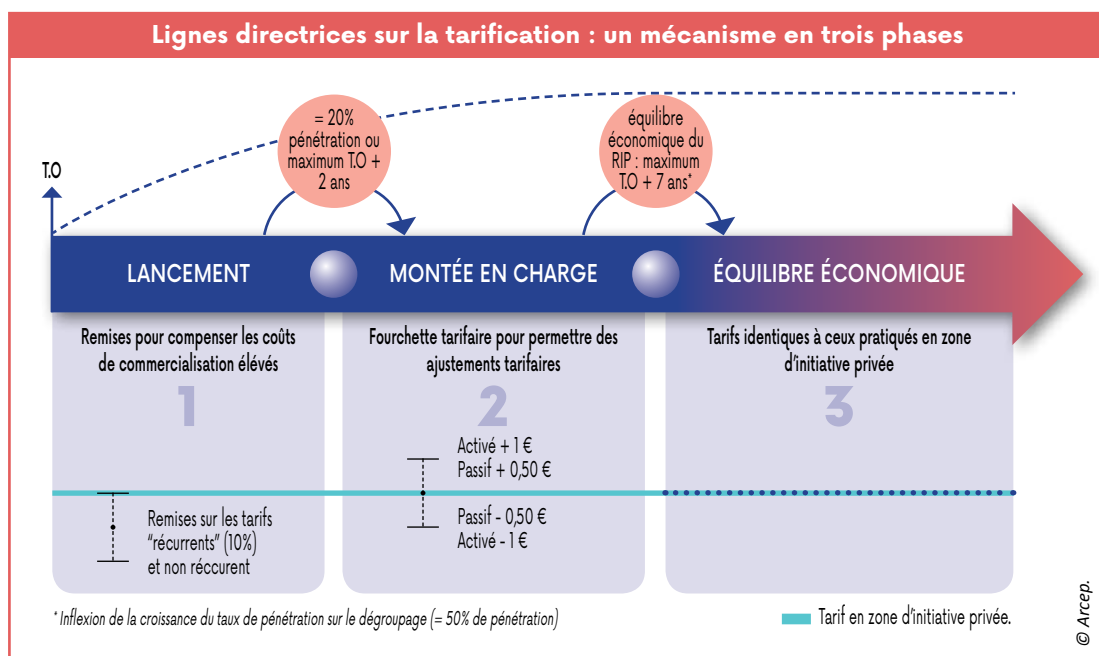 Lignes directrices sur la tarification : un mécanisme en trois phases
T.O
= 20%
pénétration ou
maximum T.O +
2 ans
équilibre
économique du
RIP : maximum
T.O + 7 ans*
LANCEMENT
MONTÉE EN CHARGE
ÉQUILIBRE ÉCONOMIQUE
Remises pour compenser les coûts
de commercialisation élévés
1
Remises sur les tarifs
“récurrents” (10%)
et non réccurent
Fourchette tarifaire pour permettre des
ajustements tarifaires
2
Activé + 1 €
Passif + 0,50 €
Passif - 0,50 €
Activé - 1 €
Tarifs identiques à ceux pratiqués en zone
d'initiative privée
3
* Inflexion de la croissance du taux de pénétration sur le dégroupage (= 50% de pénétration)
Tarif en zone d'initiative privée.
© Arcep.